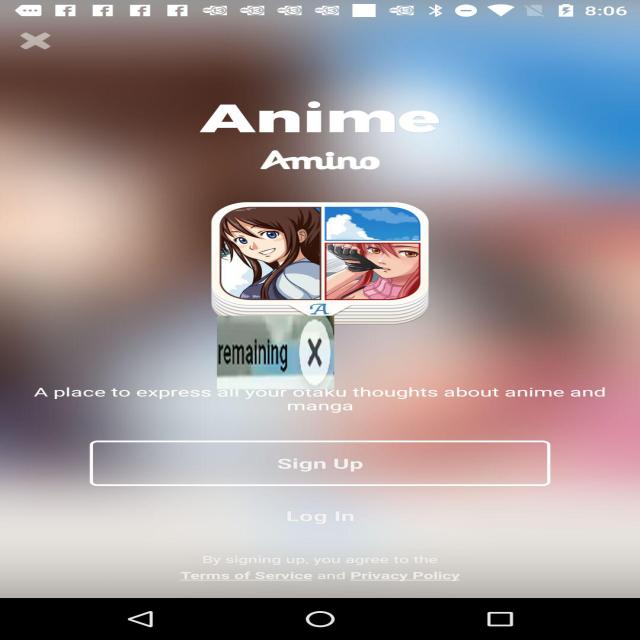 8:06
Anime
Amino
A
remaining X
A place to express all your otaku thoughts about anime and
manga
Sign Up
Log In
By signing up, you agree to the
Terms of Service and Privacy Policy